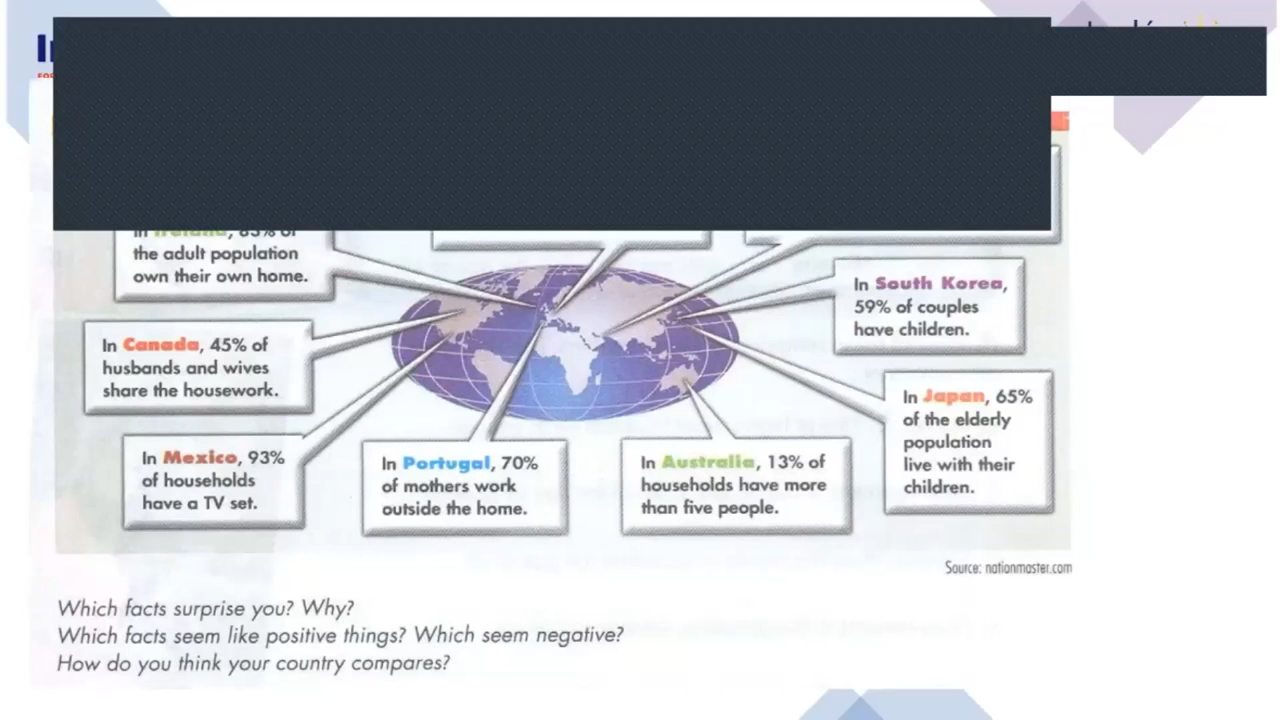 In Ireland, 83% of
the adult population
own their own home.
In South Korea,
59% of couples
have children.
In Canada, 45% of
husbands and wives
share the housework.
In Japan, 65%
of the elderly
population
live with their
children.
In Mexico, 93%
of households
have a TV set.
In Portugal, 70%
of mothers work
outside the home.
In Australia, 13% of
households have more
than five people.
Source: nationmaster.com
Which facts surprise you? Why?
Which facts seem like positive things? Which seem negative?
How do you think your country compares?